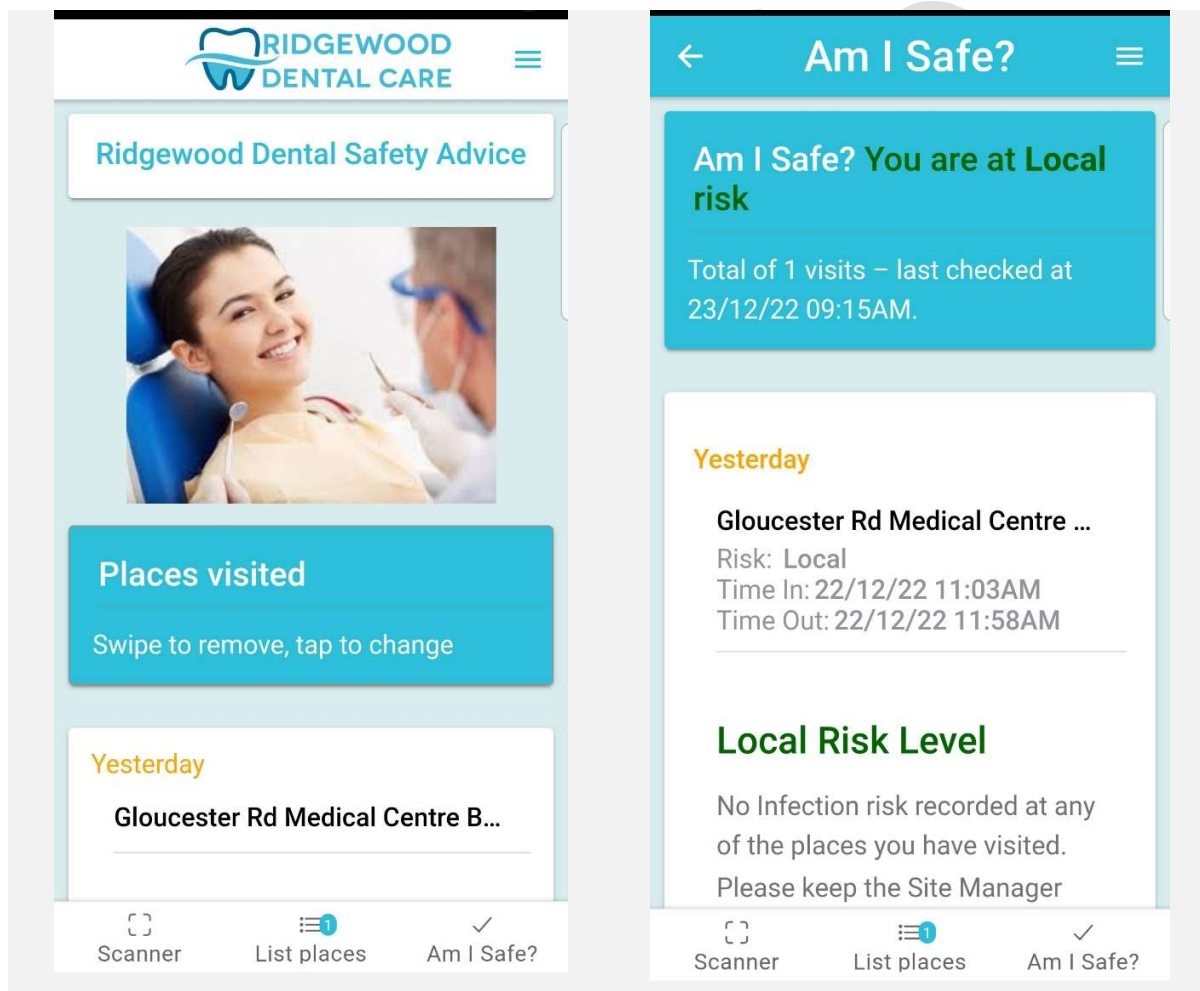 RIDGEWOOD
DENTAL CARE
Ridgewood Dental Safety Advice
Places visited
Swipe to remove, tap to change
Yesterday
Gloucester Rd Medical Centre B...
Scanner
1
List places
Am I Safe?
Am I Safe?
Am I Safe? You are at Local
risk
Total of 1 visits – last checked at
23/12/22 09:15AM.
Yesterday
Gloucester Rd Medical Centre ...
Risk: Local
Time In: 22/12/22 11:03AM
Time Out: 22/12/22 11:58AM
Local Risk Level
No Infection risk recorded at any
of the places you have visited.
Please keep the Site Manager
Scanner
1
List places
Am I Safe?